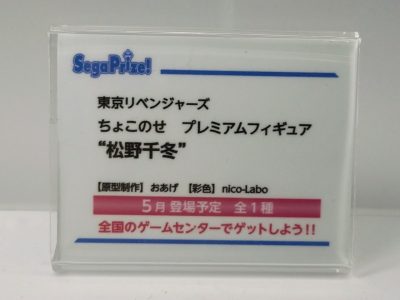 SegaPrize!
東京リベンジャーズ
ちょこのせ　プレミアムフィギュア
“松野千冬”
【原型制作】 おあげ 【彩色】 nico-Labo
5月 登場予定　全1種
全国のゲームセンターでゲットしよう!!